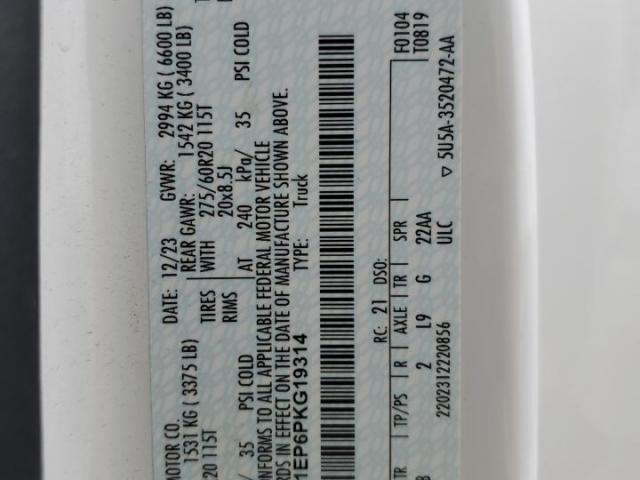 MOTOR CO. DATE: 12/23 GVWR: 2994 KG ( 6600 LB)
1531 KG ( 3375 LB) REAR GAWR: 1542 KG ( 3400 LB)
20 115T TIRES WITH 275/60R20 115T
RIMS 20x8.5J
/ 35 PSI COLD AT 240 kPa/ 35 PSI COLD
ONFORMS TO ALL APPLICABLE FEDERAL MOTOR VEHICLE
RDS IN EFFECT ON THE DATE OF MANUFACTURE SHOWN ABOVE.
1EP6PKG19314 TYPE: Truck
F0104
RC: 21 DSO: T0819
TR TP/PS R AXLE TR SPR
B 2 L9 G 22AA
2202312220856 ULC ▽ 5U5A-3520472-AA